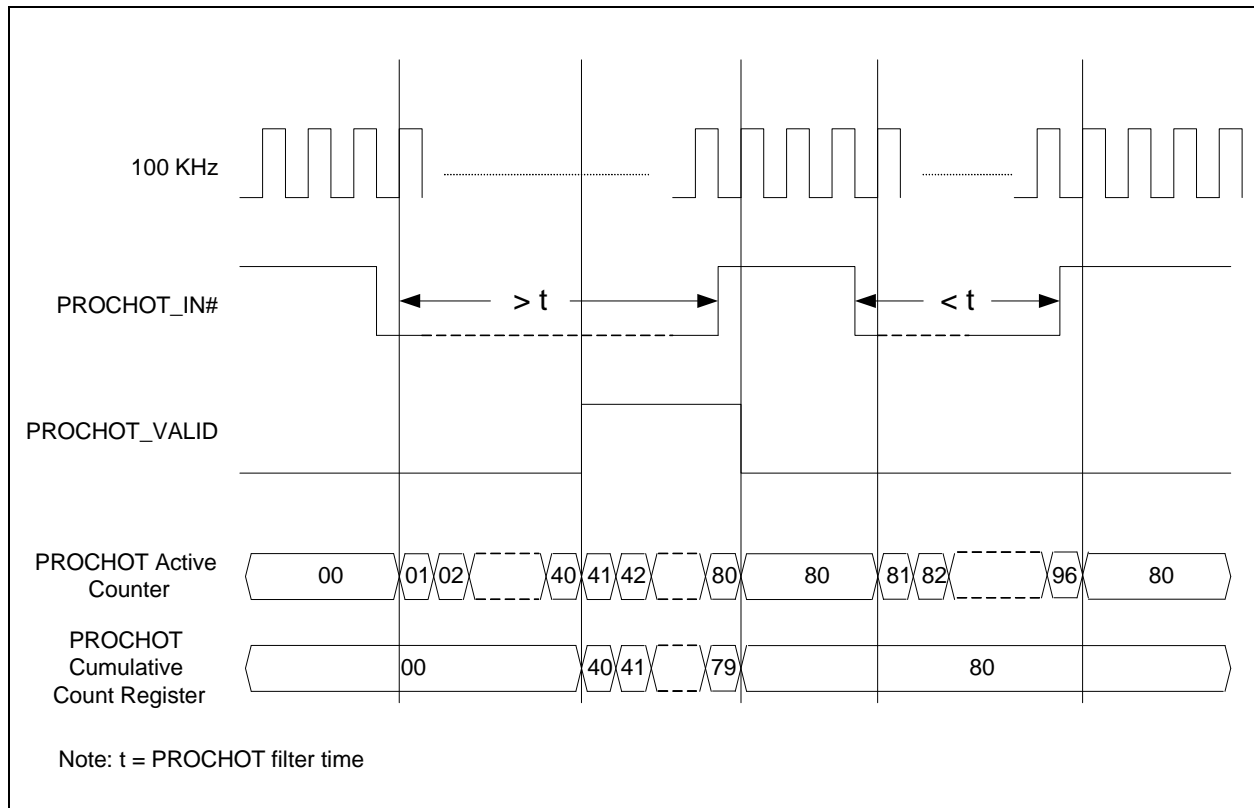 100 KHz
PROCHOT_IN#
> t
< t
PROCHOT_VALID
PROCHOT Active
Counter
00 01 02 40 41 42 80 80 81 82 96 80
PROCHOT
Cumulative
Count Register
00 40 41 79 80
Note: t = PROCHOT filter time